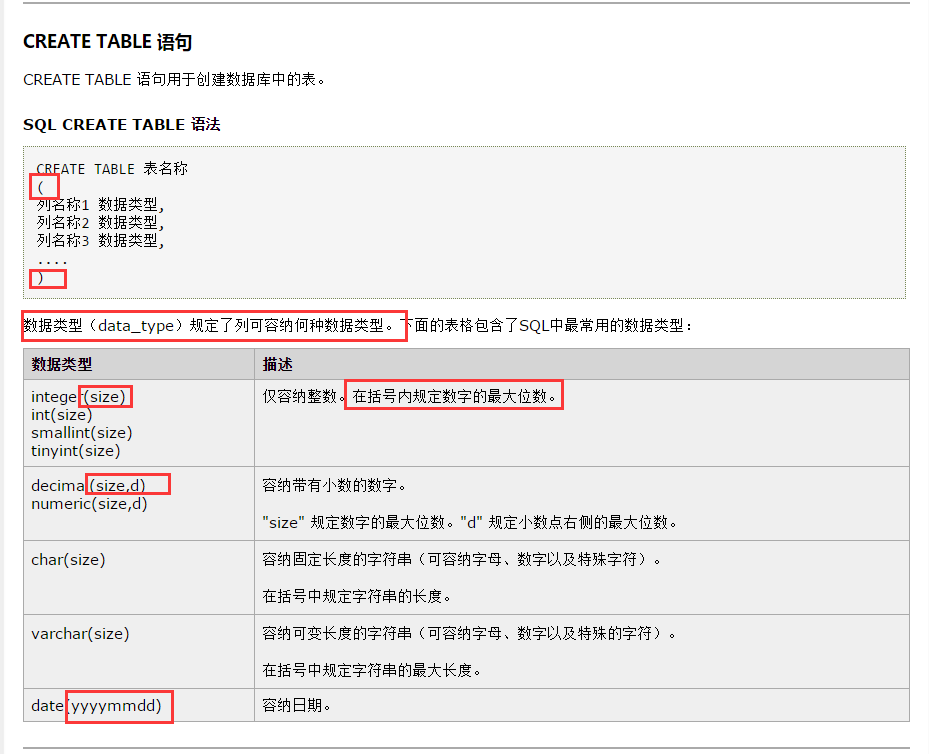 CREATE TABLE 语句
CREATE TABLE 语句用于创建数据库中的表。
SQL CREATE TABLE 语法
CREATE TABLE 表名称
(
列名称1 数据类型,
列名称2 数据类型,
列名称3 数据类型,
....
)
数据类型（data_type）规定了列可容纳何种数据类型。下面的表格包含了SQL中最常用的数据类型：
数据类型 描述
integer(size) 仅容纳整数。在括号内规定数字的最大位数。
int(size)
smallint(size)
tinyint(size)
decimal(size,d) 容纳带有小数的数字。
numeric(size,d)
"size" 规定数字的最大位数。"d" 规定小数点右侧的最大位数。
char(size) 容纳固定长度的字符串（可容纳字母、数字以及特殊字符）。
在括号中规定字符串的长度。
varchar(size) 容纳可变长度的字符串（可容纳字母、数字以及特殊的字符）。
在括号中规定字符串的最大长度。
date(yyyymmdd) 容纳日期。